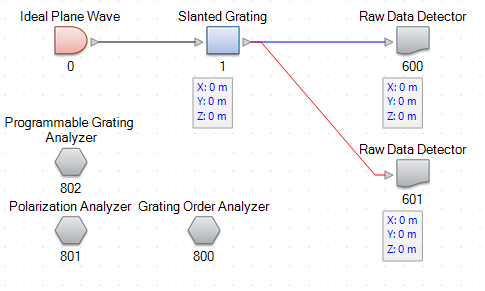 Ideal Plane Wave
Slanted Grating
Raw Data Detector
0
1
600
X: 0 m
Y: 0 m
Z: 0 m
X: 0 m
Y: 0 m
Z: 0 m
Programmable Grating
Analyzer
802
Raw Data Detector
601
X: 0 m
Y: 0 m
Z: 0 m
Polarization Analyzer
Grating Order Analyzer
801
800